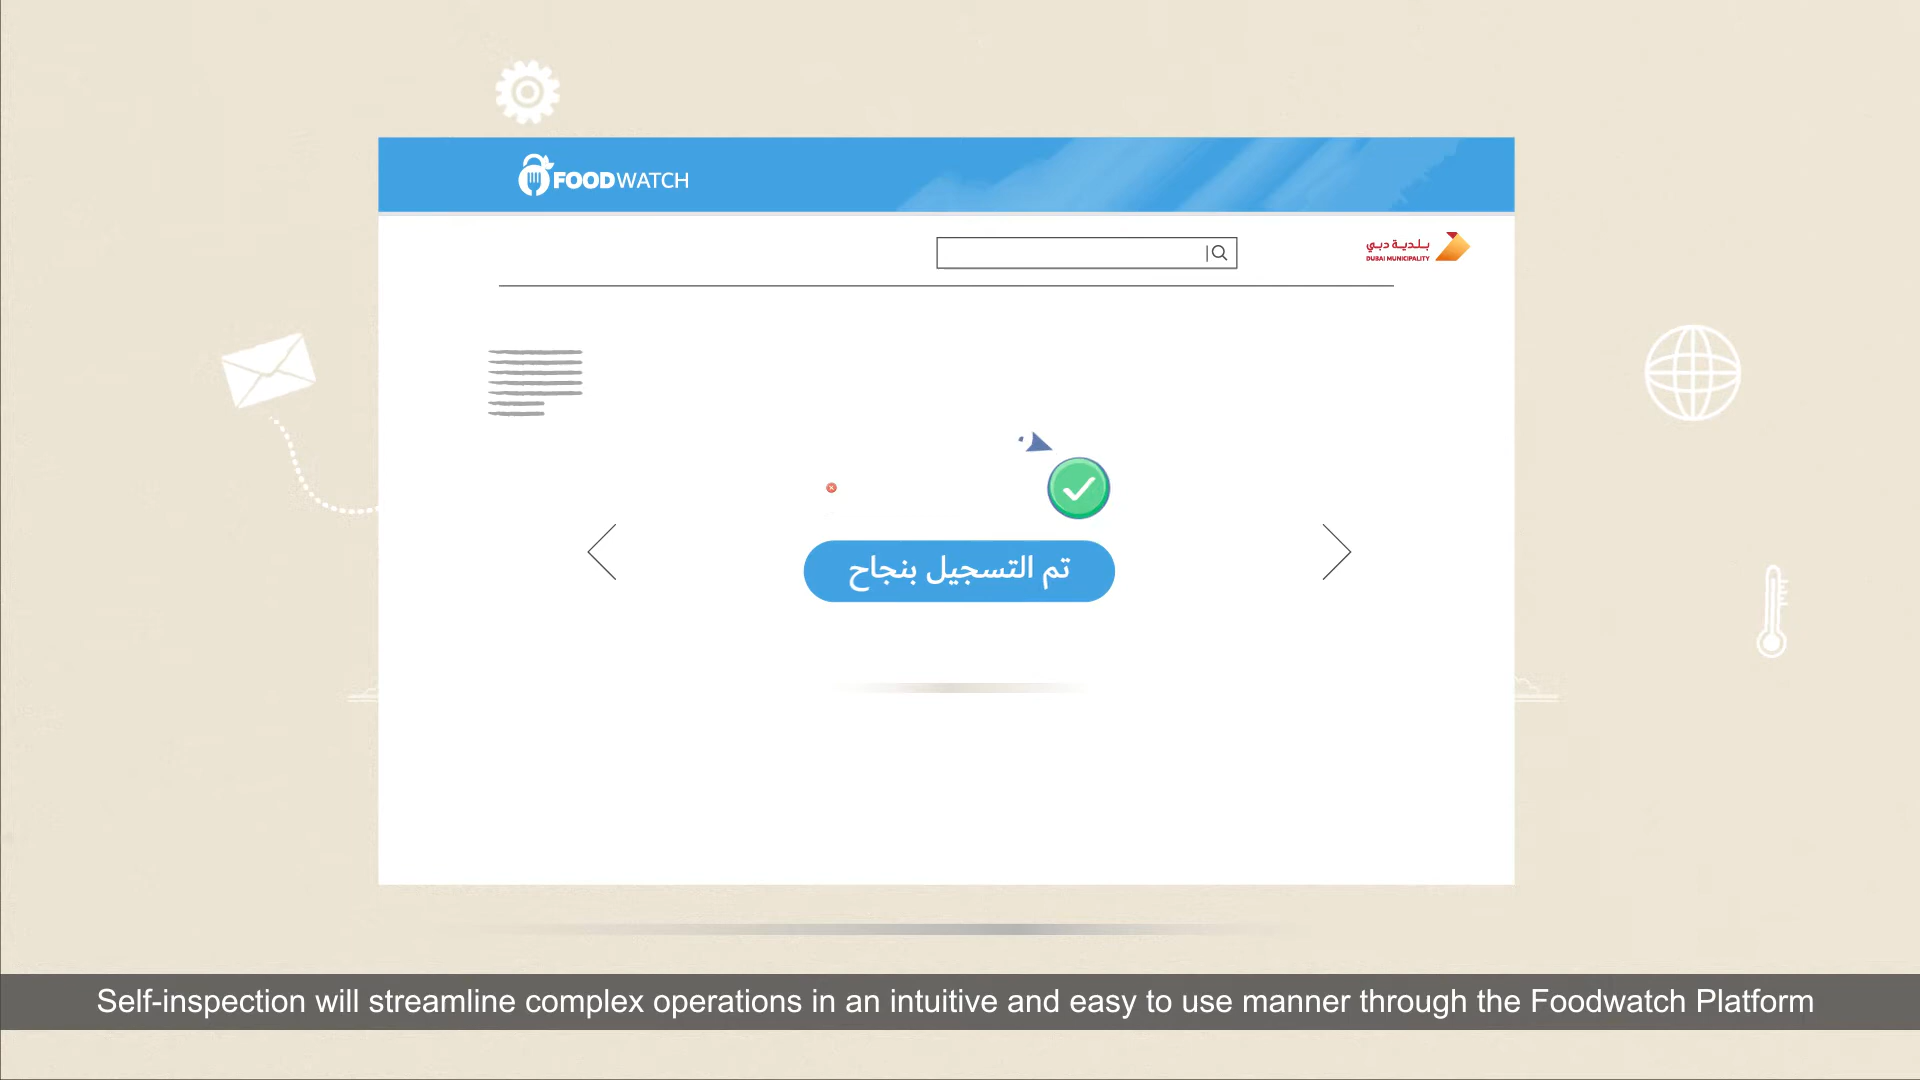 FOODWATCH
بلدية دبي
DUBAI MUNICIPALITY
تم التسجيل بنجاح
Self-inspection will streamline complex operations in an intuitive and easy to use manner through the Foodwatch Platform